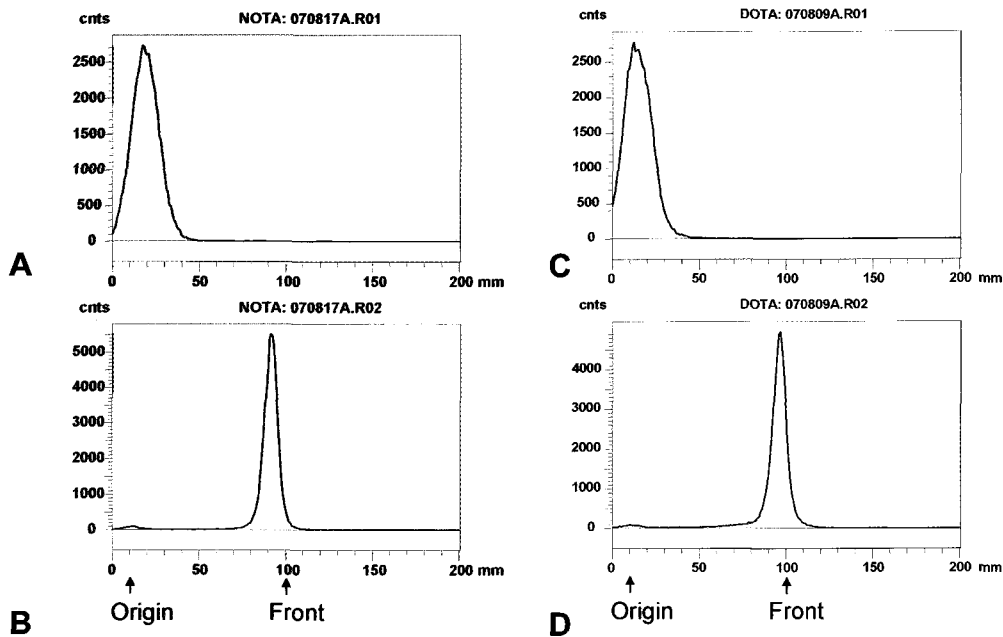 cnts NOTA: 070817A.R01
2500
2000
1500
1000
500
0
A
0 50 100 150 200 mm
cnts NOTA: 070817A.R02
5000
4000
3000
2000
1000
0
0 50 100 150 200 mm
Origin Front
B
cnts DOTA: 070809A.R01
2500
2000
1500
1000
500
0
C
0 50 100 150 200 mm
cnts DOTA: 070809A.R02
4000
3000
2000
1000
0
0 50 100 150 200 mm
Origin Front
D